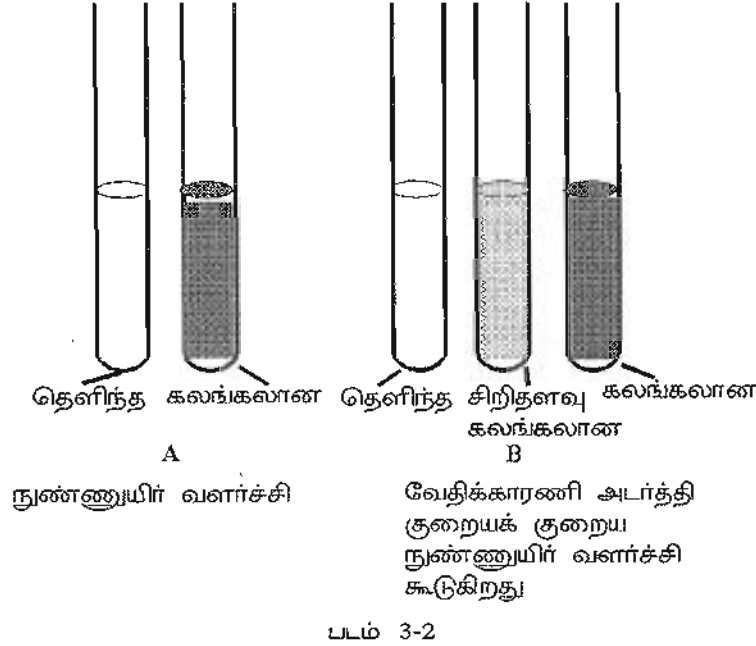 தெளிந்த கலங்கலான தெளிந்த சிறிதளவு கலங்கலான கலங்கலான
A B
நுண்ணுயிர் வளர்ச்சி
வேதிக்காரணி அடர்த்தி
குறையக் குறைய
நுண்ணுயிர் வளர்ச்சி
கூடுகிறது
படம் 3-2